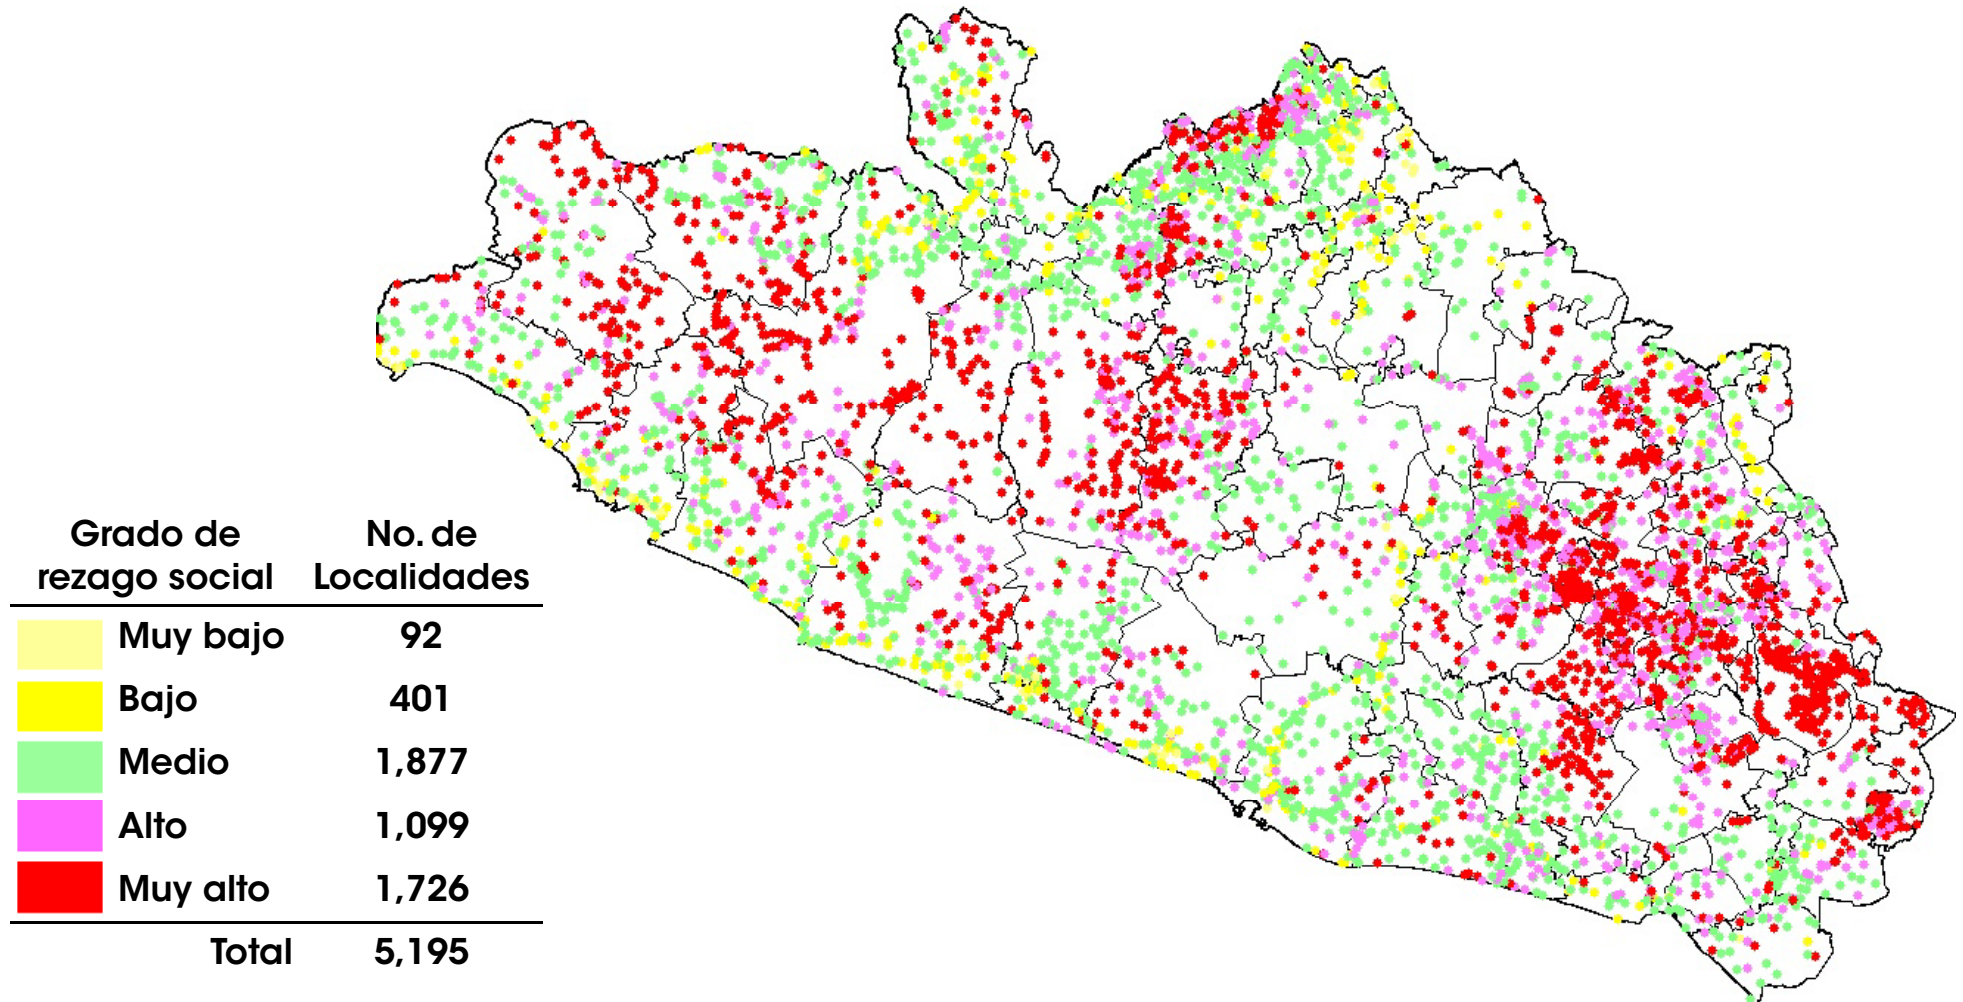 Grado de rezago social No. de Localidades
Muy bajo 92
Bajo 401
Medio 1,877
Alto 1,099
Muy alto 1,726
Total 5,195